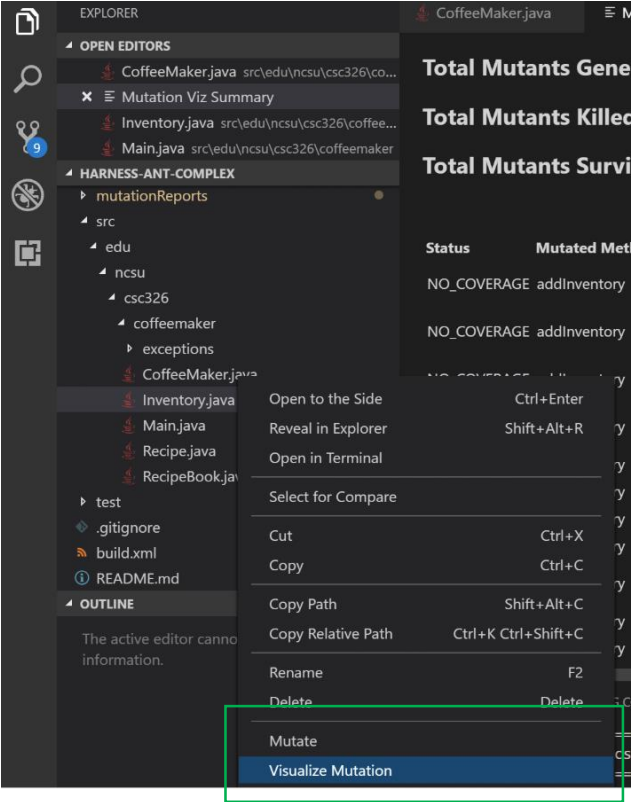 EXPLORER
OPEN EDITORS
CoffeeMaker.java src\edu\ncsu\csc326\co...
Mutation Viz Summary
Inventory.java src\edu\ncsu\csc326\coffee...
Main.java src\edu\ncsu\csc326\coffeemaker
HARNESS-ANT-COMPLEX
mutationReports
src
edu
ncsu
csc326
coffeemaker
exceptions
CoffeeMaker.java
Inventory.java
Main.java
Recipe.java
RecipeBook.jav
test
.gitignore
build.xml
README.md
OUTLINE
The active editor canno
information.
9
CoffeeMaker.java
M
Total Mutants Gene
Total Mutants Killed
Total Mutants Survi
Status Mutated Met
NO_COVERAGE addInventory
NO_COVERAGE addInventory
Open to the Side Ctrl+Enter
Reveal in Explorer Shift+Alt+R
Open in Terminal
Select for Compare
Cut Ctrl+X
Copy Ctrl+C
Copy Path Shift+Alt+C
Copy Relative Path Ctrl+K Ctrl+Shift+C
Rename F2
Delete Delete
Mutate
Visualize Mutation